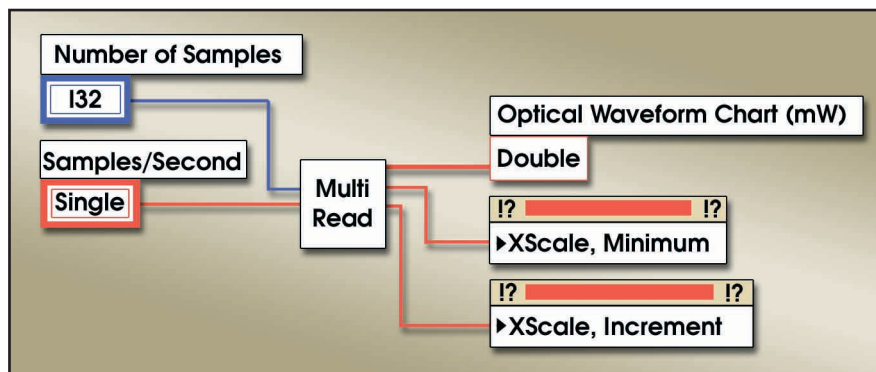 Number of Samples
I32
Samples/Second
Single
Multi
Read
Optical Waveform Chart (mW)
Double
!? !?
XScale, Minimum
!? !?
XScale, Increment